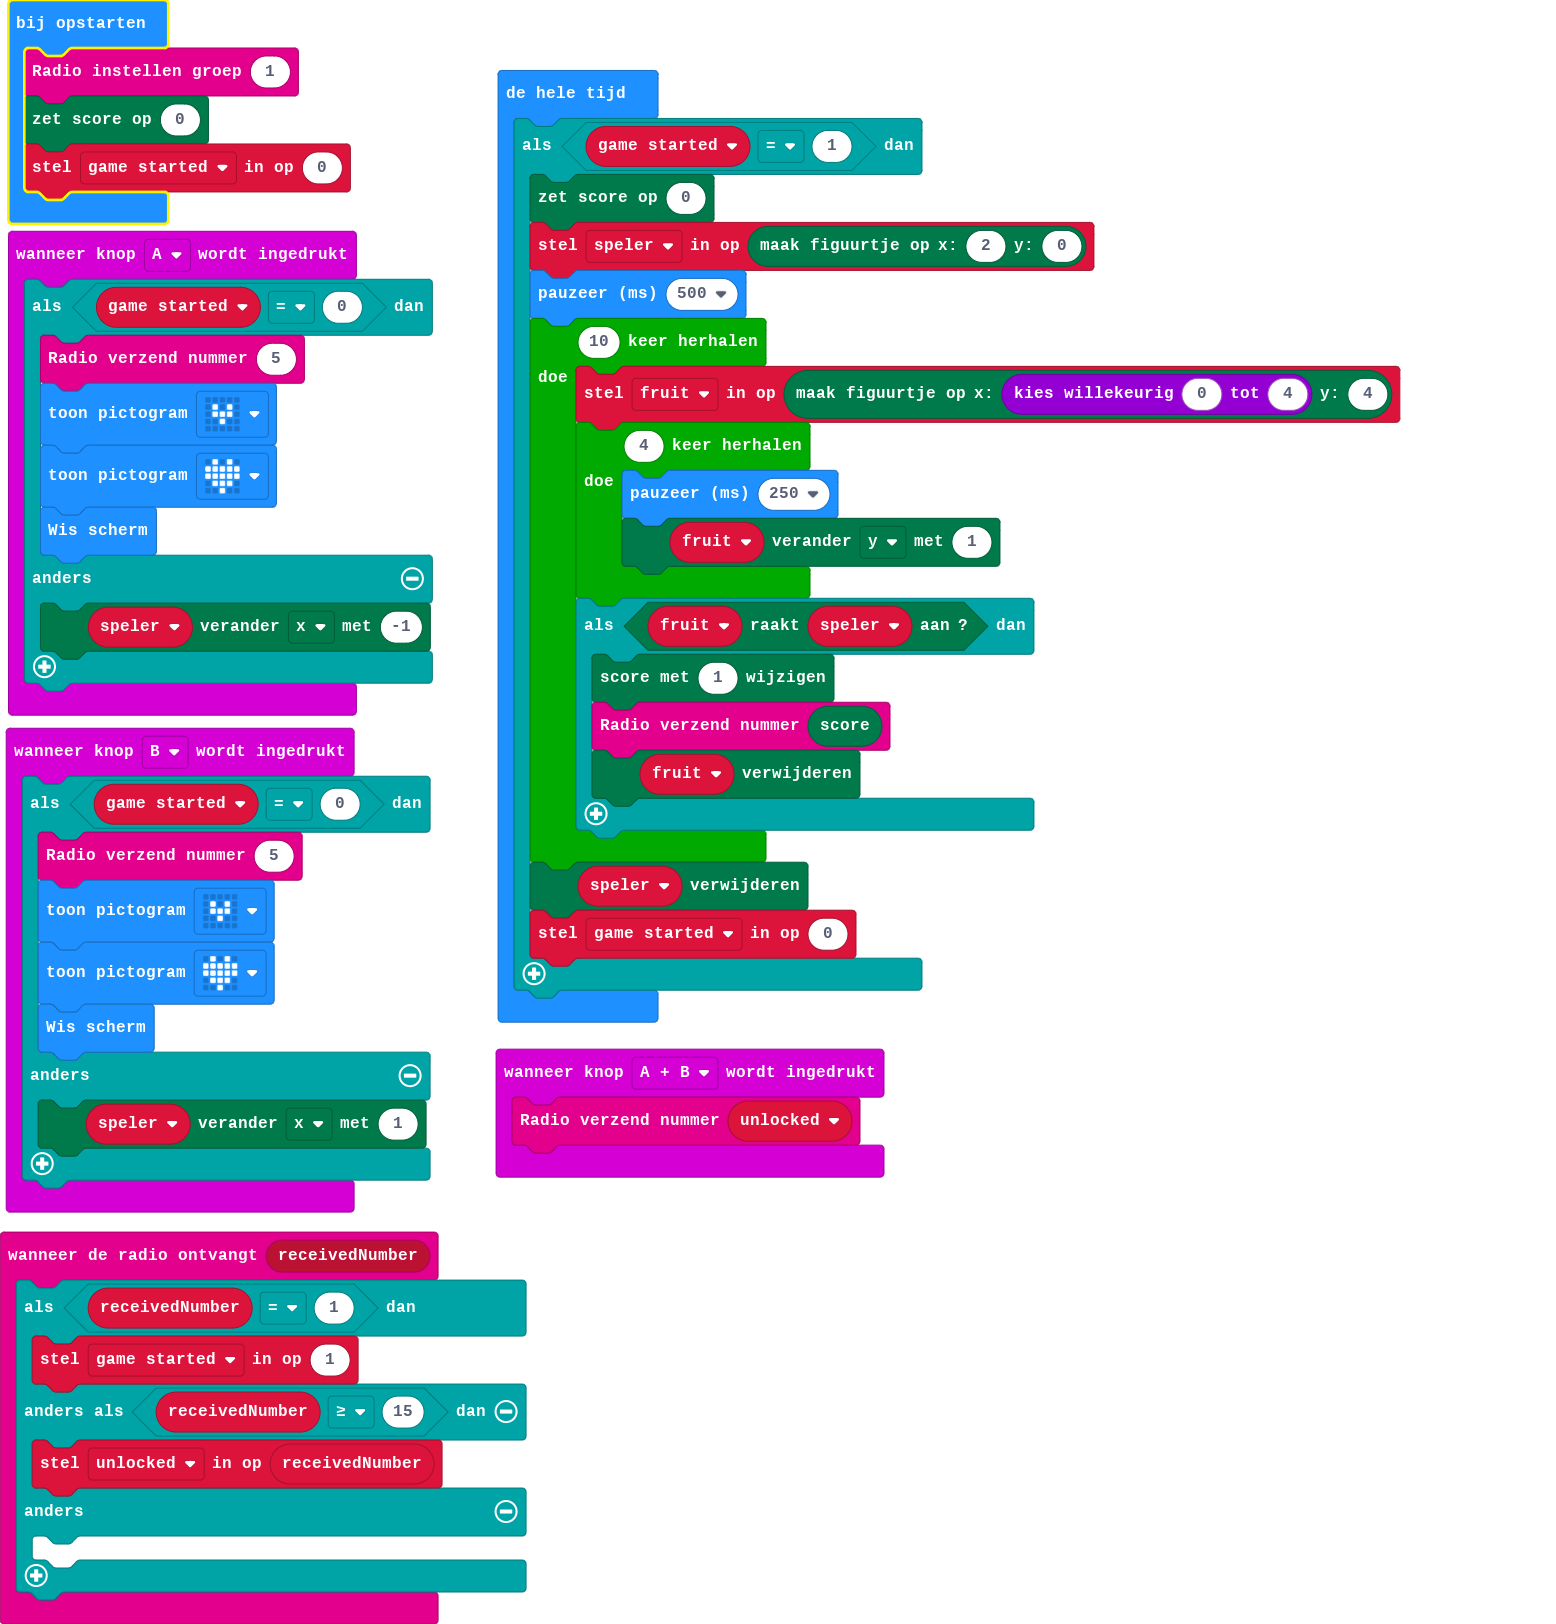 bij opstarten
Radio instellen groep 1
zet score op 0
stel game started in op 0
wanneer knop A wordt ingedrukt
als game started = 0 dan
Radio verzend nummer 5
toon pictogram
toon pictogram
Wis scherm
anders
speler verander x met -1
wanneer knop B wordt ingedrukt
als game started = 0 dan
Radio verzend nummer 5
toon pictogram
toon pictogram
Wis scherm
anders
speler verander x met 1
wanneer de radio ontvangt receivedNumber
als receivedNumber = 1 dan
stel game started in op 1
anders als receivedNumber ≥ 15 dan
stel unlocked in op receivedNumber
anders
de hele tijd
als game started = 1 dan
zet score op 0
stel speler in op maak figuurtje op x: 2 y: 0
pauzeer (ms) 500
10 keer herhalen
doe
stel fruit in op maak figuurtje op x: kies willekeurig 0 tot 4 y: 4
4 keer herhalen
doe
pauzeer (ms) 250
fruit verander y met 1
als fruit raakt speler aan ? dan
score met 1 wijzigen
Radio verzend nummer score
fruit verwijderen
speler verwijderen
stel game started in op 0
wanneer knop A + B wordt ingedrukt
Radio verzend nummer unlocked